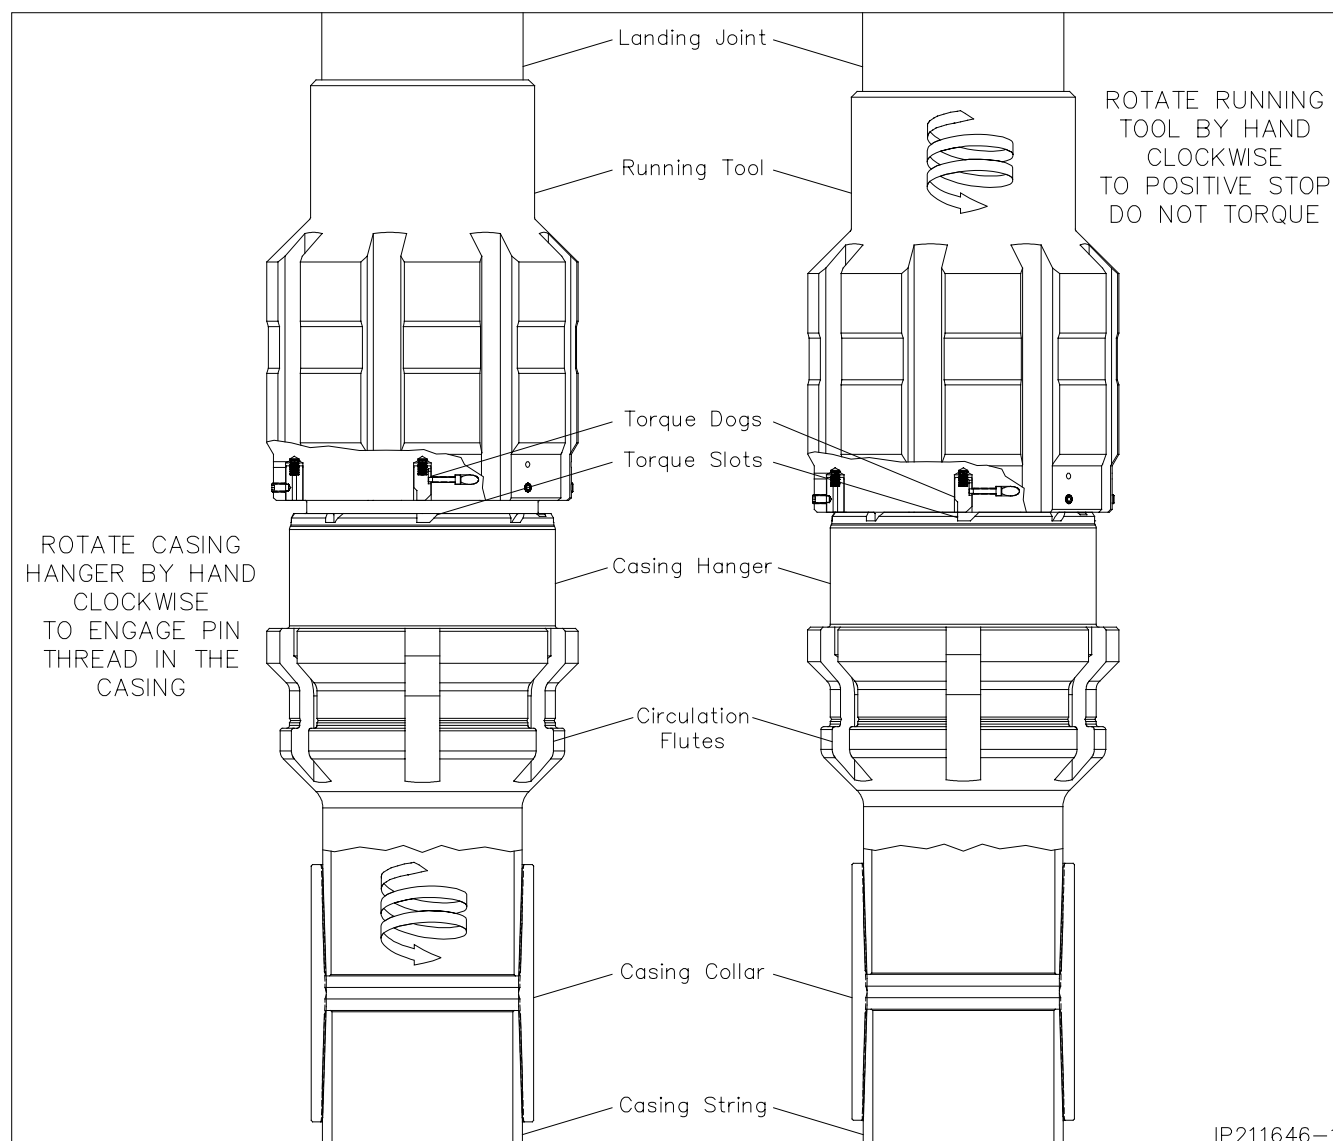 Landing Joint
ROTATE RUNNING
TOOL BY HAND
CLOCKWISE
TO POSITIVE STOP
DO NOT TORQUE
Running Tool
Torque Dogs
Torque Slots
ROTATE CASING
HANGER BY HAND
CLOCKWISE
TO ENGAGE PIN
THREAD IN THE
CASING
Casing Hanger
Circulation
Flutes
Casing Collar
Casing String
IP211646-